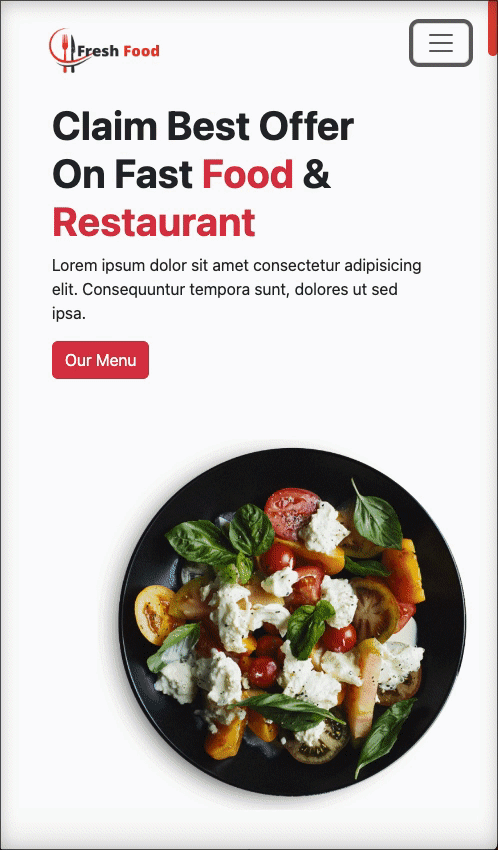 Fresh Food
Claim Best Offer
On Fast Food &
Restaurant
Lorem ipsum dolor sit amet consectetur adipisicing
elit. Consequuntur tempora sunt, dolores ut sed
ipsa.
Our Menu